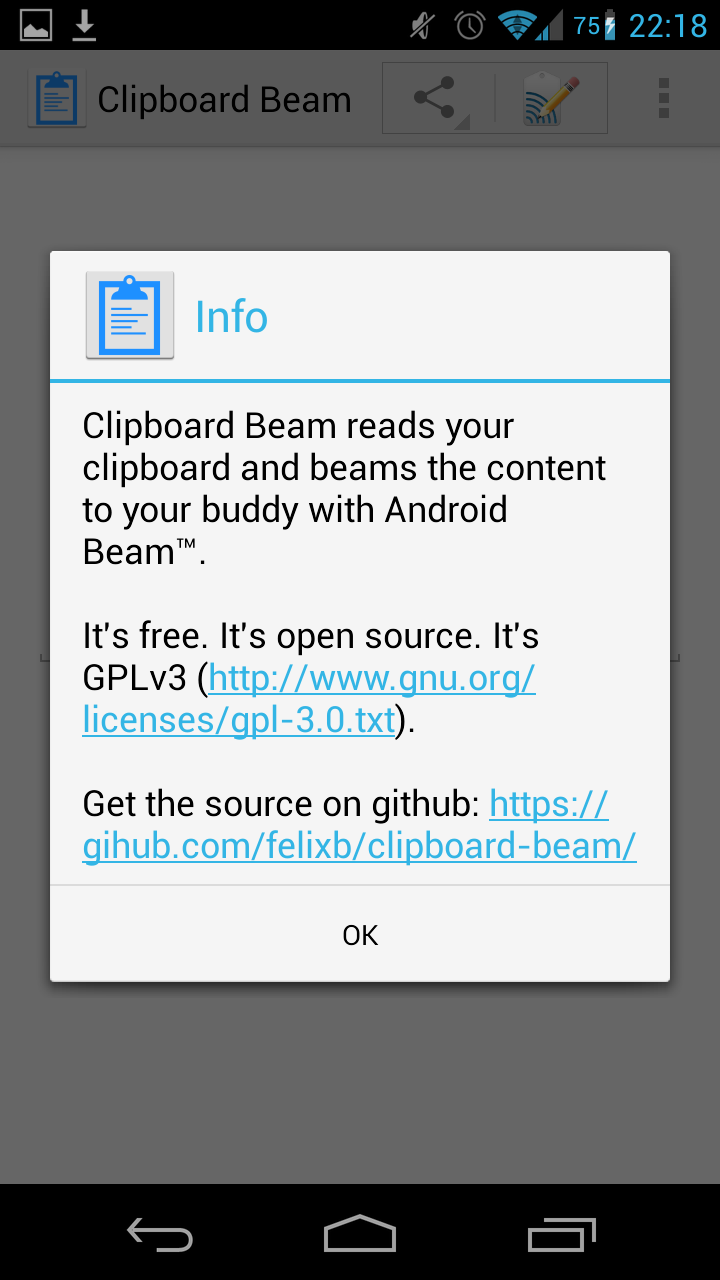 75 22:18
Clipboard Beam
Info
Clipboard Beam reads your
clipboard and beams the content
to your buddy with Android
Beam™.
It's free. It's open source. It's
GPLv3 (http://www.gnu.org/
licenses/gpl-3.0.txt).
Get the source on github: https://
gihub.com/felixb/clipboard-beam/
OK